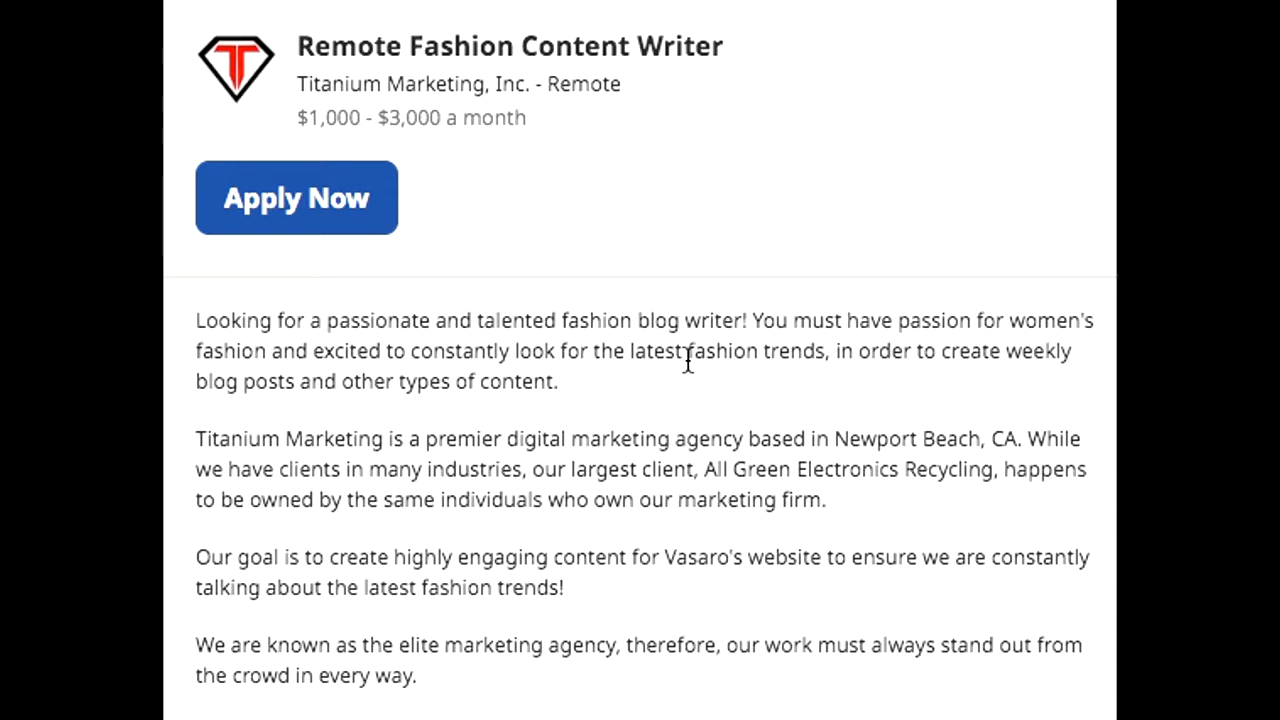 Remote Fashion Content Writer
Titanium Marketing, Inc. - Remote
$1,000 - $3,000 a month
Apply Now
Looking for a passionate and talented fashion blog writer! You must have passion for women's
fashion and excited to constantly look for the latest fashion trends, in order to create weekly
blog posts and other types of content.
Titanium Marketing is a premier digital marketing agency based in Newport Beach, CA. While
we have clients in many industries, our largest client, All Green Electronics Recycling, happens
to be owned by the same individuals who own our marketing firm.
Our goal is to create highly engaging content for Vasaro's website to ensure we are constantly
talking about the latest fashion trends!
We are known as the elite marketing agency, therefore, our work must always stand out from
the crowd in every way.